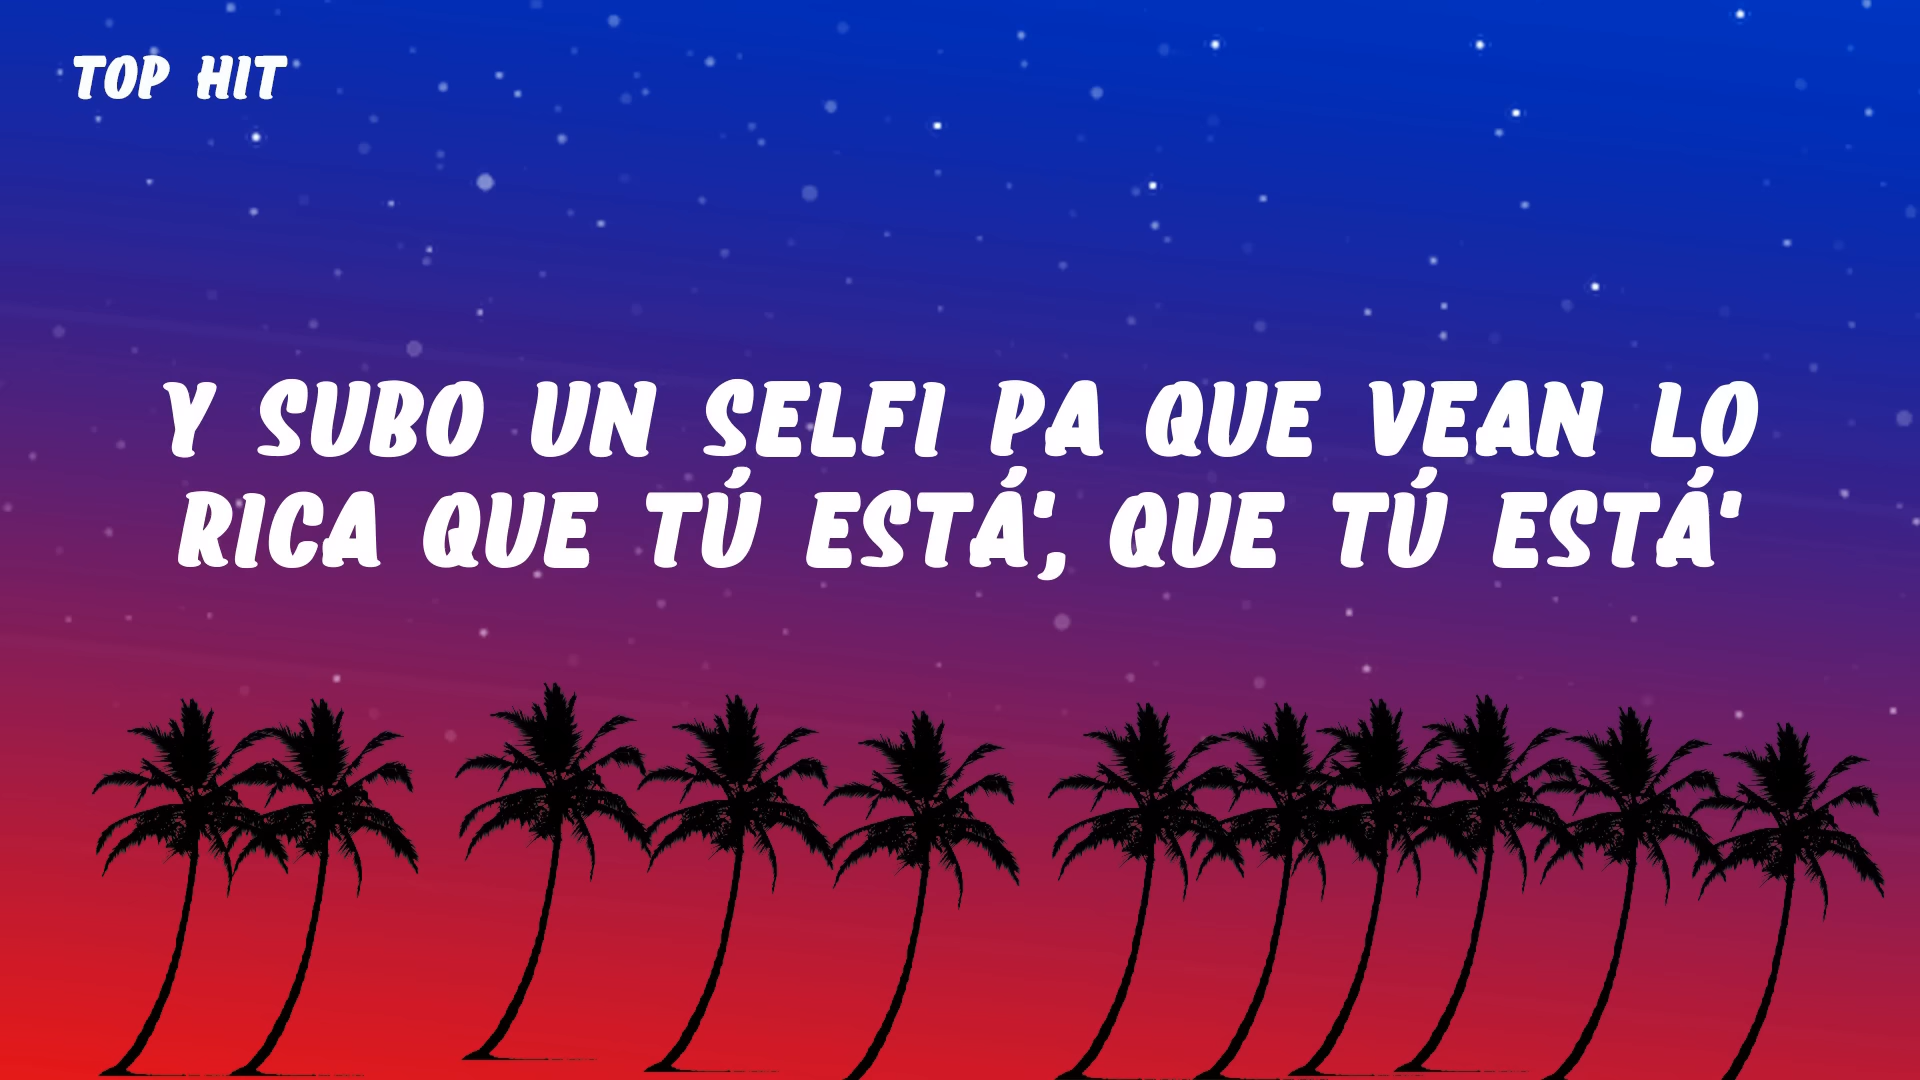 TOP HIT
Y SUBO UN SELFI PA QUE VEAN LO
RICA QUE TÚ ESTÁ', QUE TÚ ESTÁ'